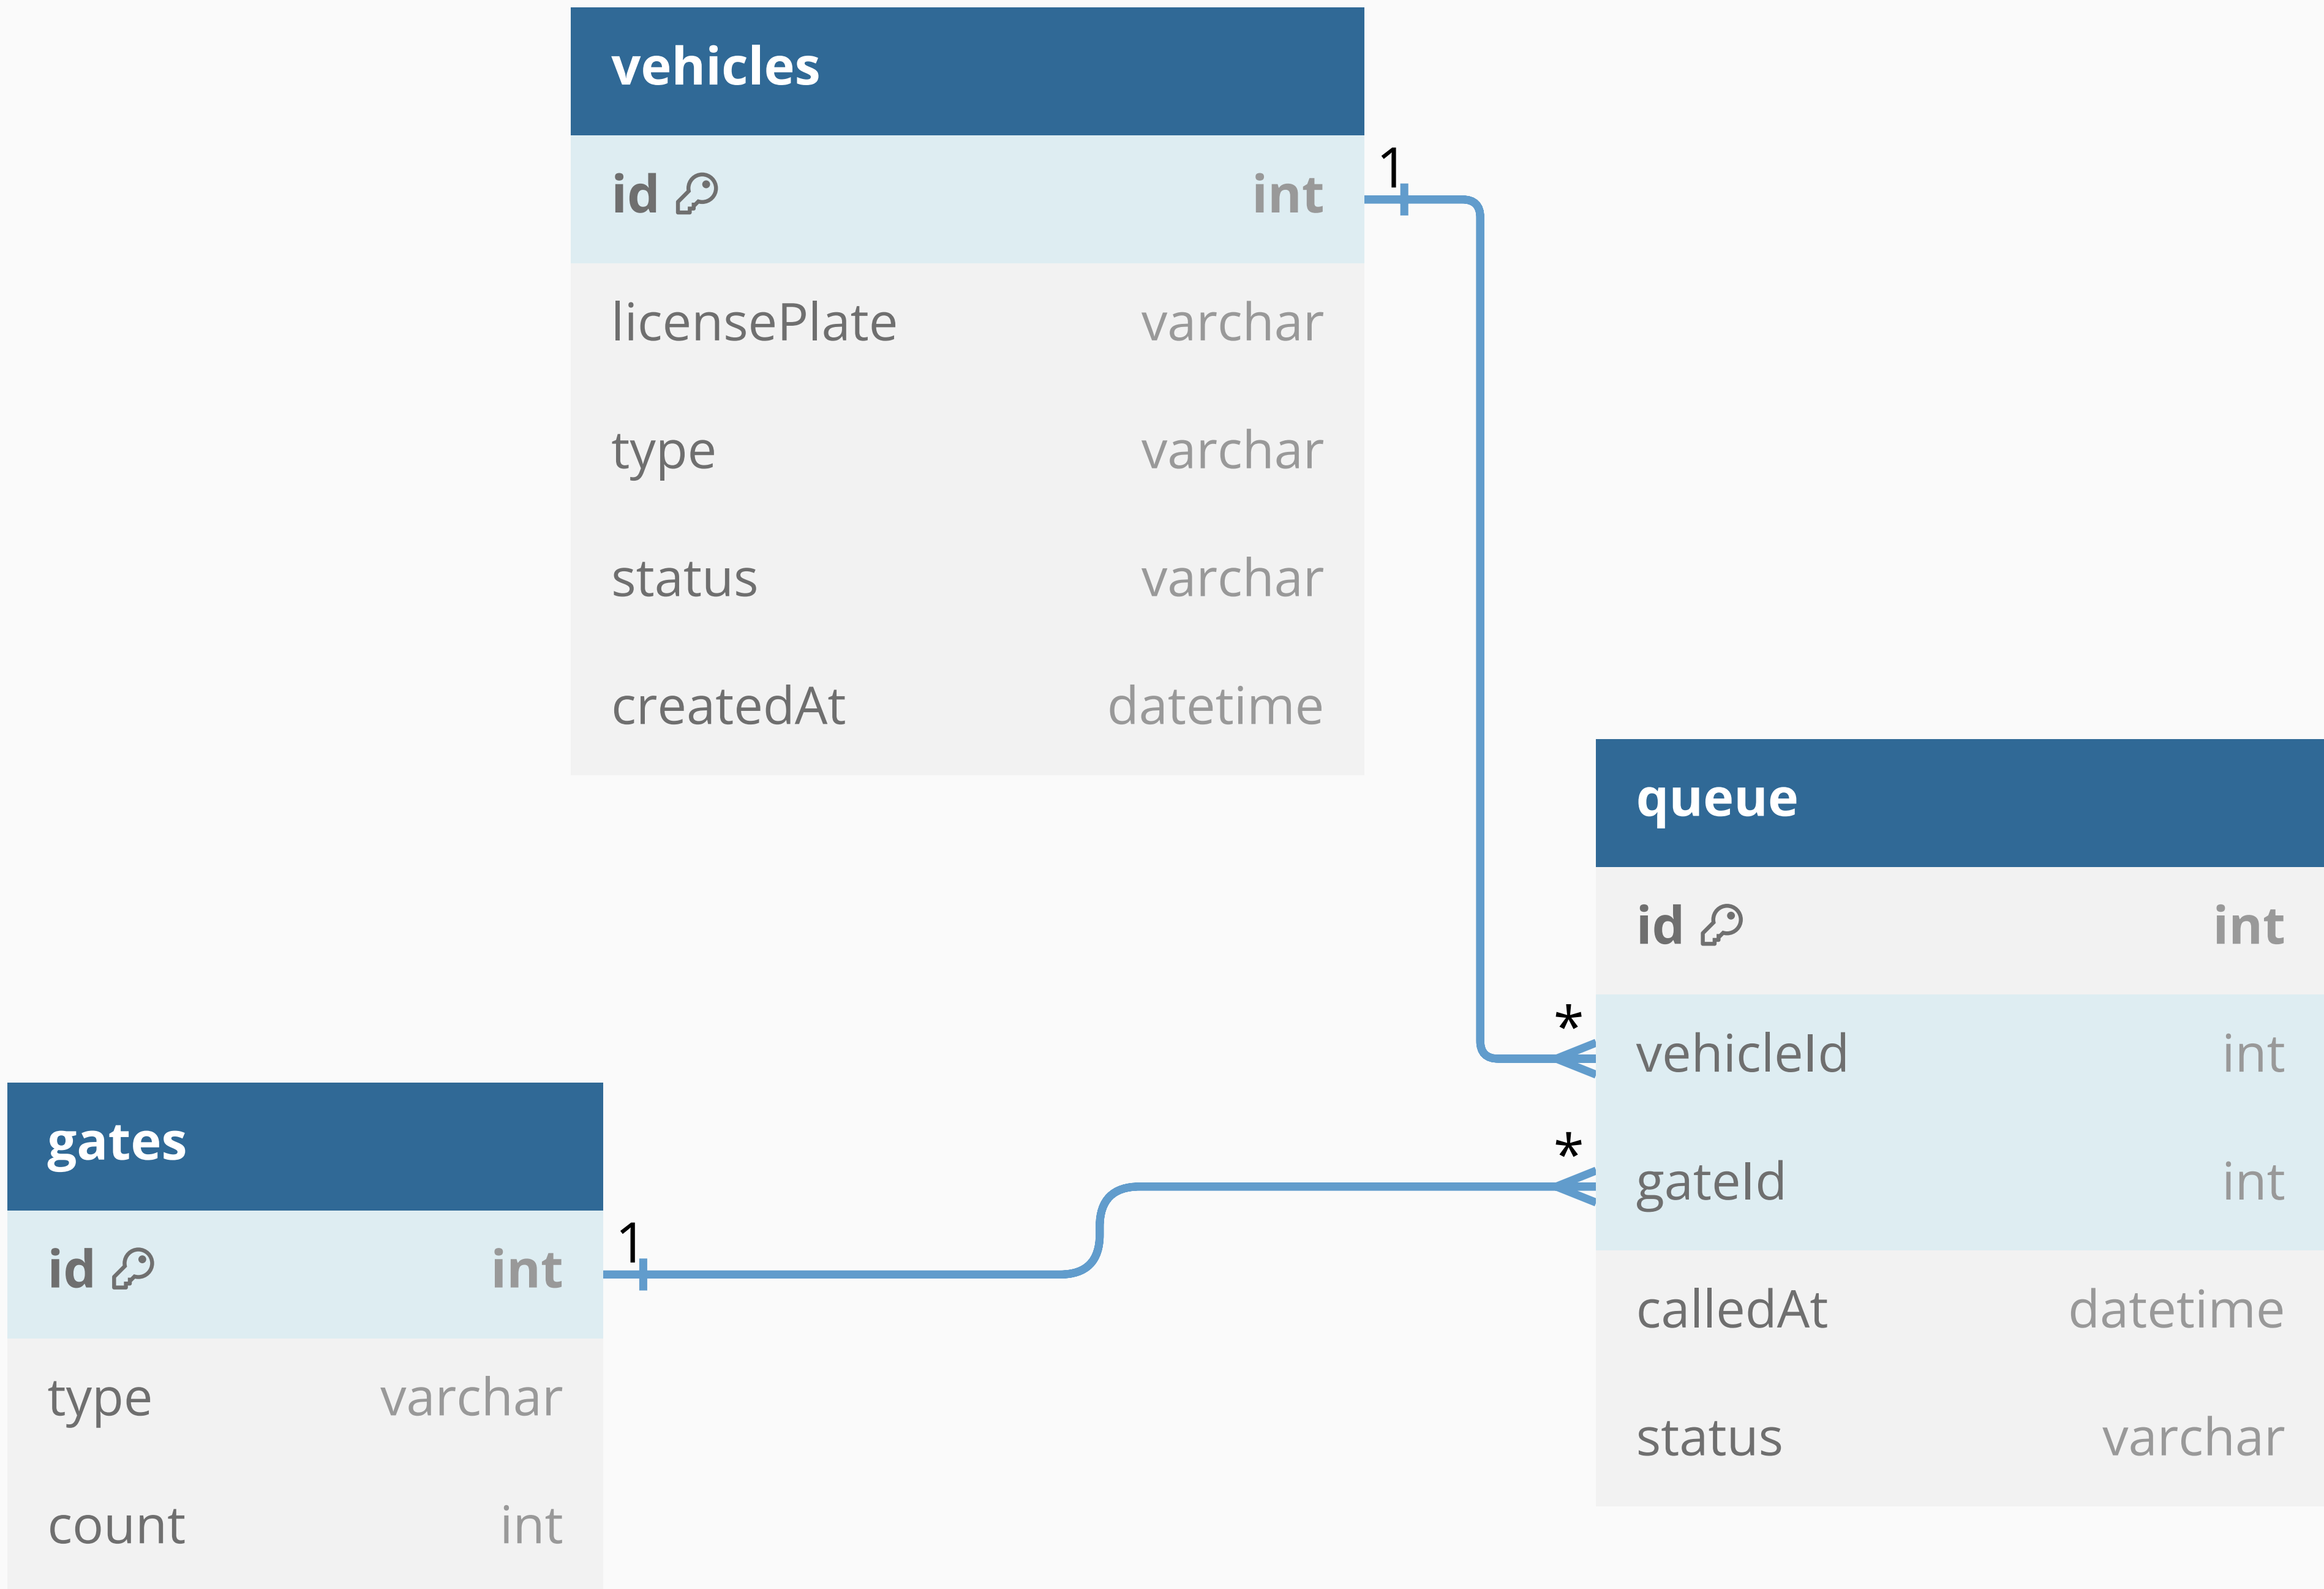 vehicles
id int
licensePlate varchar
type varchar
status varchar
createdAt datetime
1
queue
id int
* vehicleId int
* gateId int
calledAt datetime
status varchar
gates
id int 1
type varchar
count int